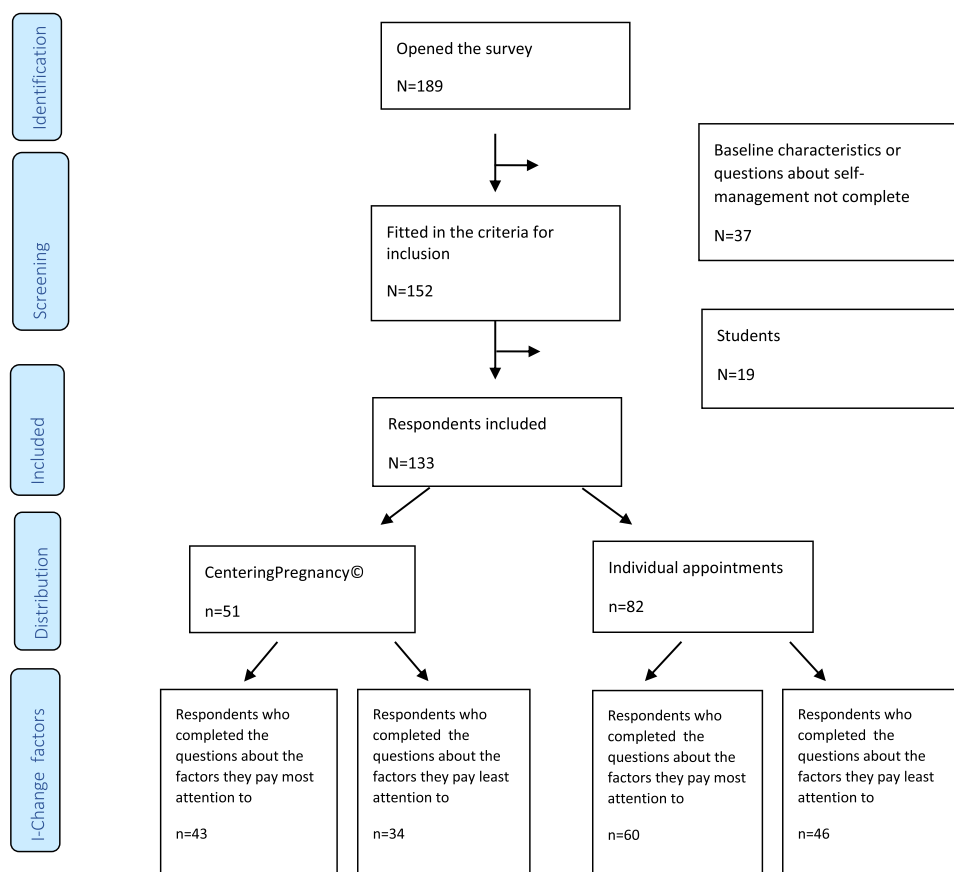 Identification
Opened the survey
N=189
Baseline characteristics or
questions about self-
management not complete
N=37
Screening
Fitted in the criteria for
inclusion
N=152
Students
N=19
Included
Respondents included
N=133
Distribution
CenteringPregnancy©
n=51
Individual appointments
n=82
I-Change factors
Respondents who
completed the
questions about the
factors they pay most
attention to
n=43
Respondents who
completed the
questions about the
factors they pay least
attention to
n=34
Respondents who
completed the
questions about the
factors they pay most
attention to
n=60
Respondents who
completed the
questions about the
factors they pay least
attention to
n=46